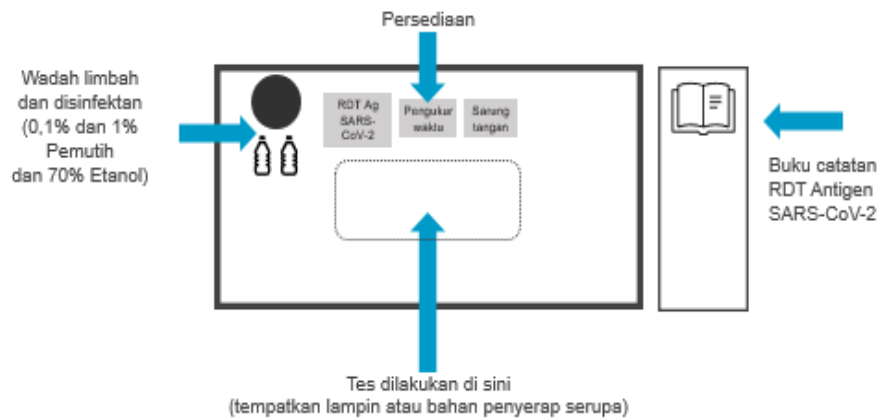 Persediaan
Wadah limbah
dan disinfektan
(0,1% dan 1%
Pemutih
dan 70% Etanol)
RDT Ag
SARS-
CoV-2
Pengukur
waktu
Sarung
tangan
Buku catatan
RDT Antigen
SARS-CoV-2
Tes dilakukan di sini
(tempatkan lampin atau bahan penyerap serupa)